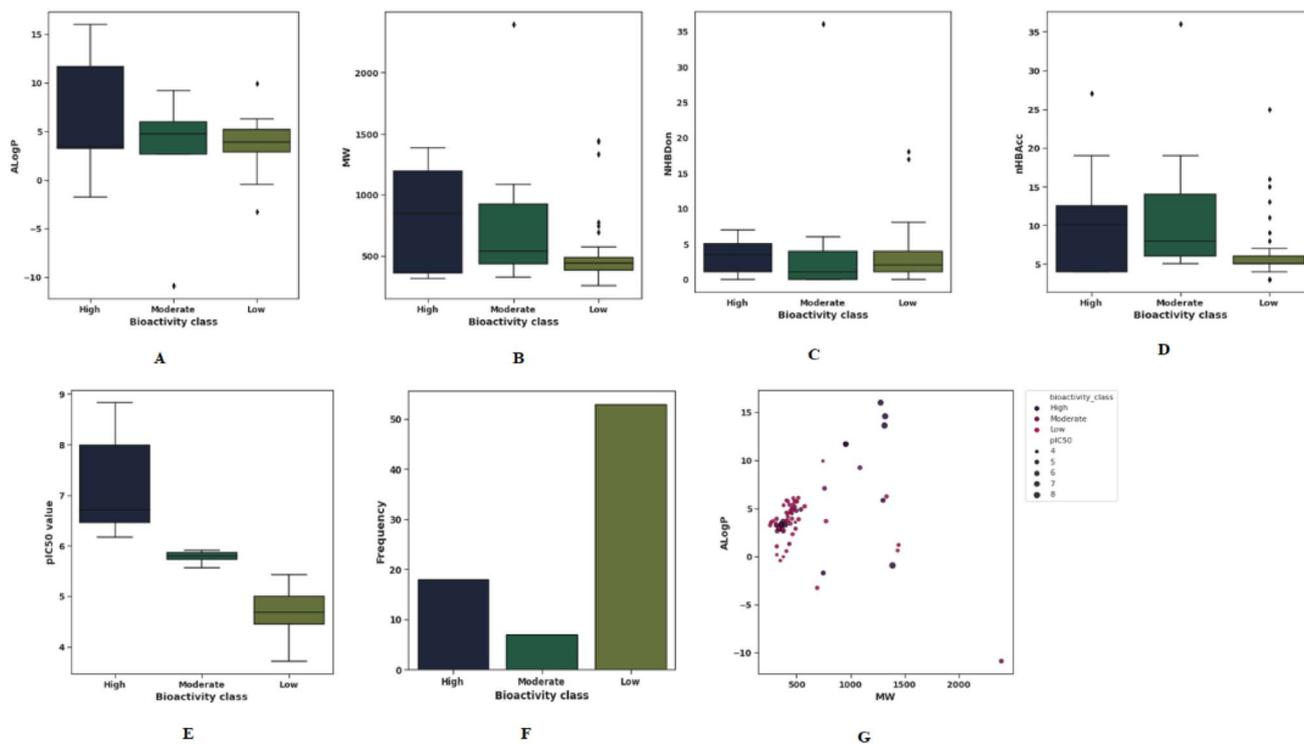 ALogP
15
10
5
0
−5
−10
High Moderate Low
Bioactivity class
A
MW
2000
1500
1000
500
High Moderate Low
Bioactivity class
B
NHBDon
35
30
25
20
15
10
5
0
High Moderate Low
Bioactivity class
C
nHBAcc
35
30
25
20
15
10
5
High Moderate Low
Bioactivity class
D
pIC50 value
9
8
7
6
5
4
High Moderate Low
Bioactivity class
E
Frequency
50
40
30
20
10
0
High Moderate Low
Bioactivity class
F
ALogP
15
10
5
0
−5
−10
500 1000 1500 2000
MW
bioactivity_class
High
Moderate
Low
pIC50
4
5
6
7
8
G